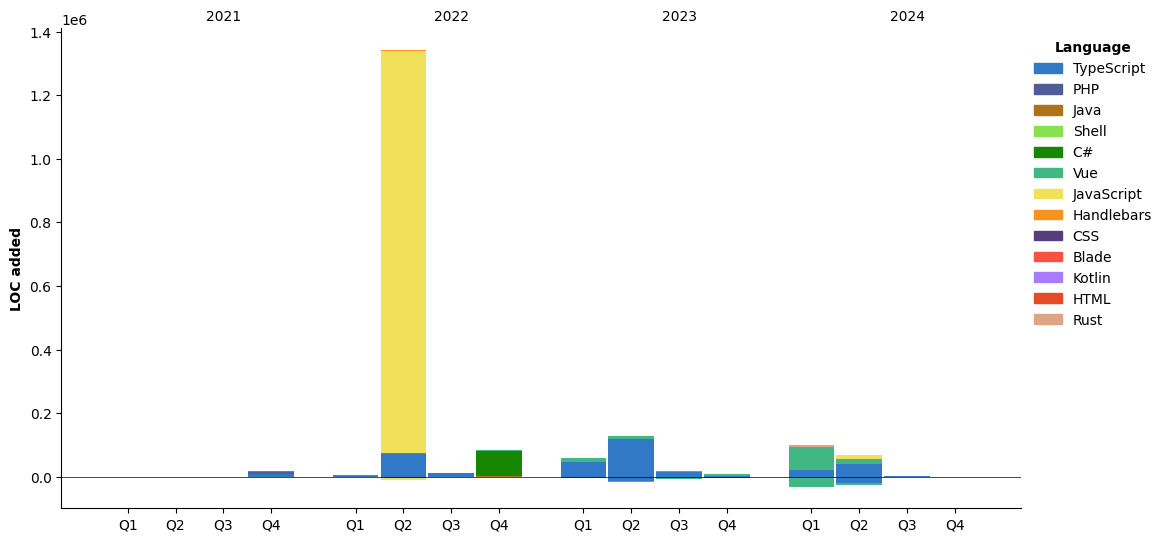 2021 2022 2023 2024
1e6
1.4
1.2
1.0
0.8
0.6
0.4
0.2
0.0
LOC added
Q1 Q2 Q3 Q4 Q1 Q2 Q3 Q4 Q1 Q2 Q3 Q4 Q1 Q2 Q3 Q4
Language
TypeScript
PHP
Java
Shell
C#
Vue
JavaScript
Handlebars
CSS
Blade
Kotlin
HTML
Rust